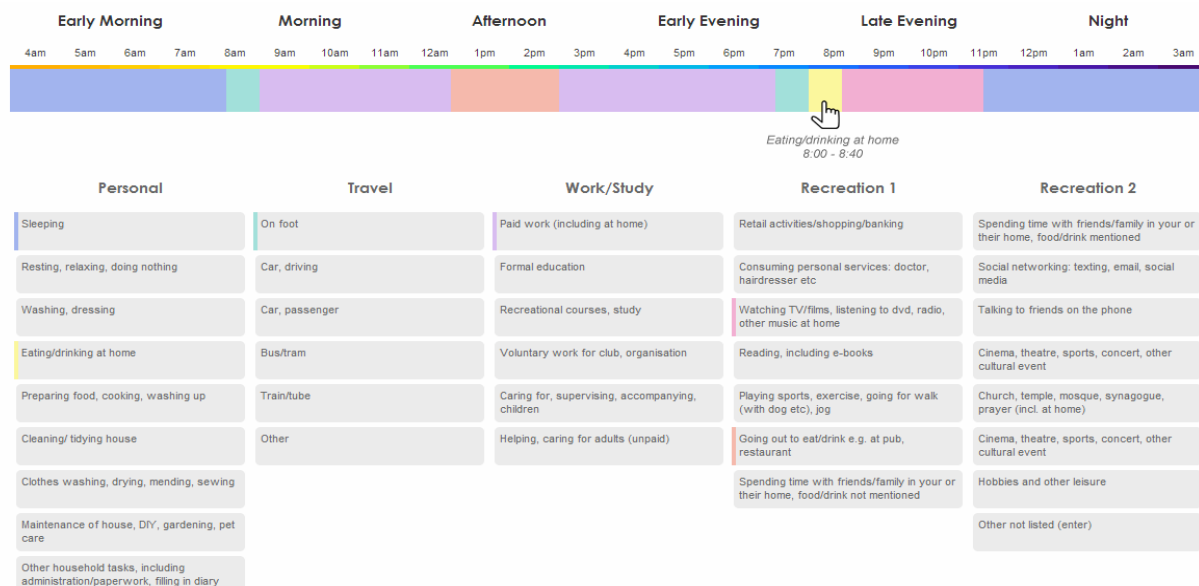 Early Morning Morning Afternoon Early Evening Late Evening Night
4am 5am 6am 7am 8am 9am 10am 11am 12am 1pm 2pm 3pm 4pm 5pm 6pm 7pm 8pm 9pm 10pm 11pm 12pm 1am 2am 3am
Eating/drinking at home
8:00 - 8:40
Personal
Sleeping
Resting, relaxing, doing nothing
Washing, dressing
Eating/drinking at home
Preparing food, cooking, washing up
Cleaning/ tidying house
Clothes washing, drying, mending, sewing
Maintenance of house, DIY, gardening, pet
care
Other household tasks, including
administration/paperwork, filling in diary
Travel
On foot
Car, driving
Car, passenger
Bus/tram
Train/tube
Other
Work/Study
Paid work (including at home)
Formal education
Recreational courses, study
Voluntary work for club, organisation
Caring for, supervising, accompanying,
children
Helping, caring for adults (unpaid)
Recreation 1
Retail activities/shopping/banking
Consuming personal services: doctor,
hairdresser etc
Watching TV/films, listening to dvd, radio,
other music at home
Reading, including e-books
Playing sports, exercise, going for walk
(with dog etc), jog
Going out to eat/drink e.g. at pub,
restaurant
Spending time with friends/family in your or
their home, food/drink not mentioned
Recreation 2
Spending time with friends/family in your or
their home, food/drink mentioned
Social networking: texting, email, social
media
Talking to friends on the phone
Cinema, theatre, sports, concert, other
cultural event
Church, temple, mosque, synagogue,
prayer (incl. at home)
Cinema, theatre, sports, concert, other
cultural event
Hobbies and other leisure
Other not listed (enter)